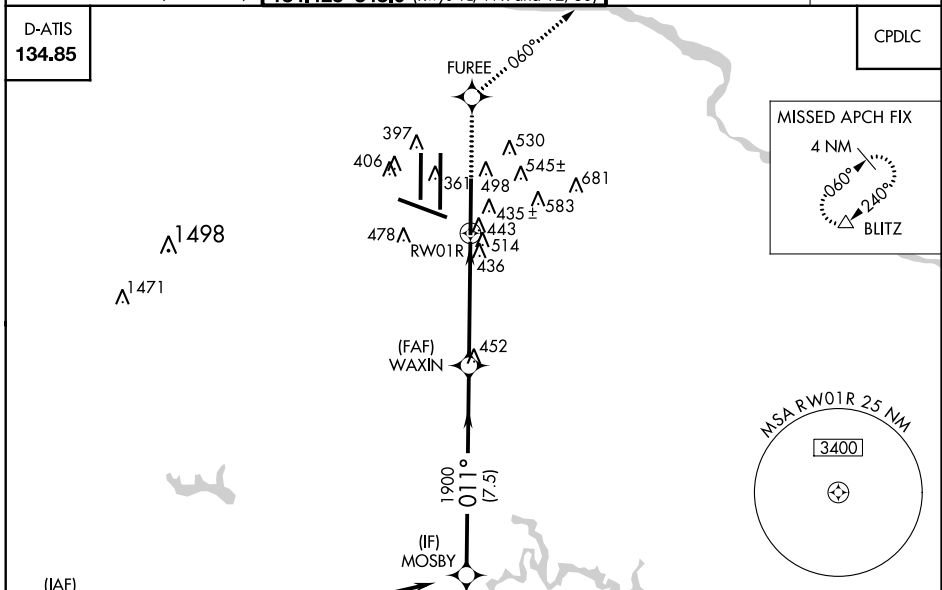 D-ATIS
134.85
CPDLC
060°
FUREE
MISSED APCH FIX
4 NM
060°
240°
BLITZ
397
530
406
545±
361
498
681
583
435±
443
478
514
RW01R
436
1498
1471
(FAF)
WAXIN
452
MSA RW01R 25 NM
3400
1900
011°
(7.5)
(IF)
MOSBY
(IAF)